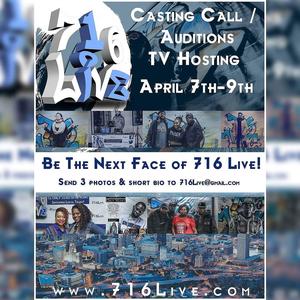 716
LIVE
CASTING CALL /
AUDITIONS
TV HOSTING
APRIL 7TH-9TH
BE THE NEXT FACE OF 716 LIVE!
SEND 3 PHOTOS & SHORT BIO TO 716LIVE@GMAIL.COM
WWW.716LIVE.COM